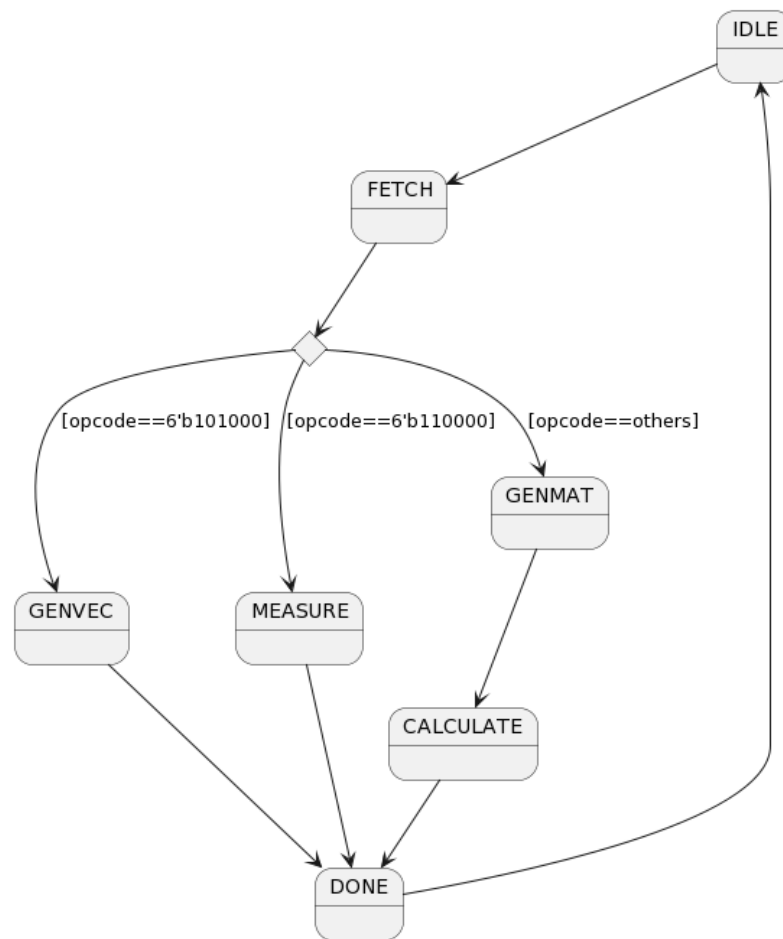 IDLE
FETCH
[opcode==6'b101000]
[opcode==6'b110000]
[opcode==others]
GENMAT
GENVEC
MEASURE
CALCULATE
DONE